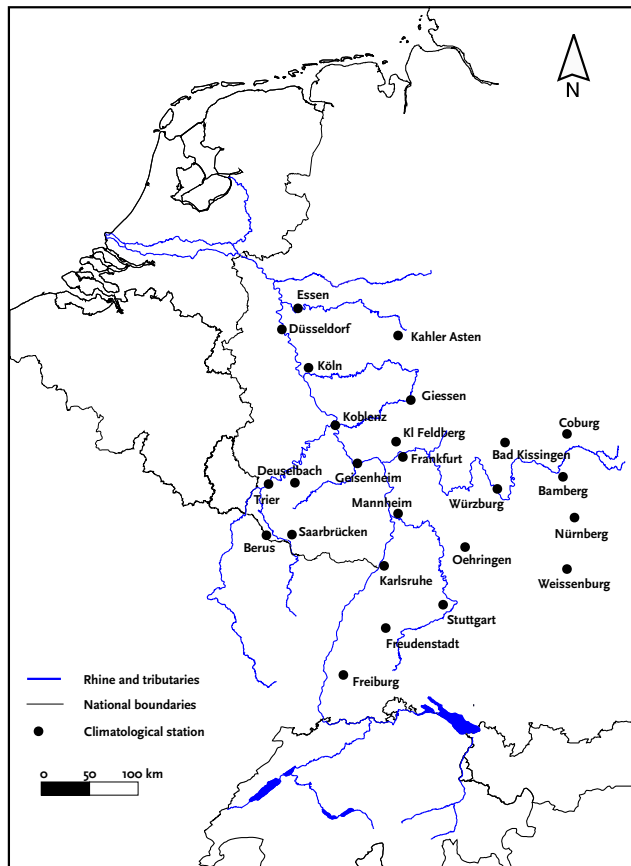 N
Essen
Düsseldorf
Kahler Asten
Köln
Giessen
Koblenz
Coburg
Kl Feldberg
Bad Kissingen
Frankfurt
Deuselbach
Geisenheim
Bamberg
Trier
Würzburg
Mannheim
Nürnberg
Saarbrücken
Berus
Oehringen
Karlsruhe
Weissenburg
Stuttgart
Freudenstadt
Freiburg
Rhine and tributaries
National boundaries
Climatological station
0 50 100 km